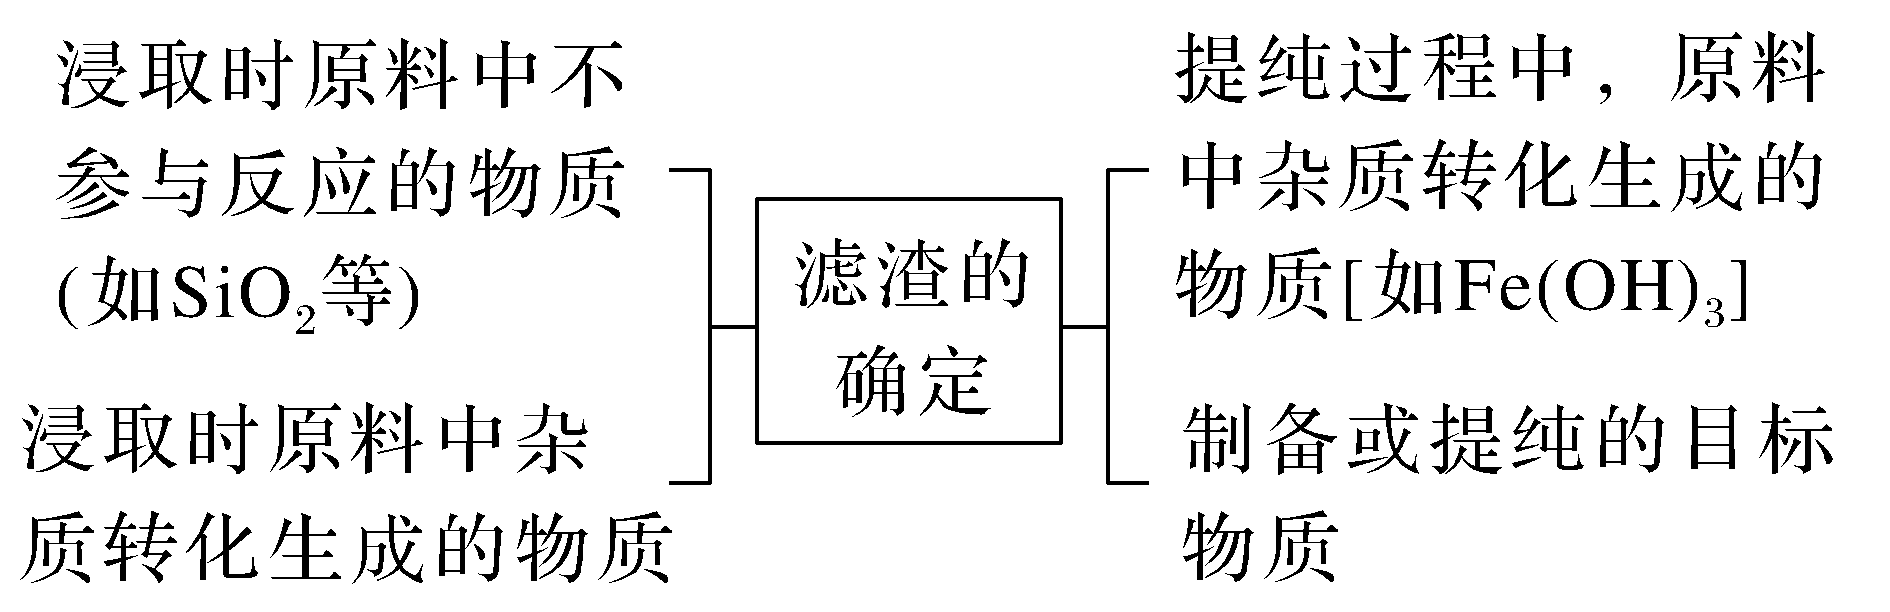 浸取时原料中不
参与反应的物质
(如SiO₂等)
浸取时原料中杂
质转化生成的物质
滤渣的
确定
提纯过程中，原料
中杂质转化生成的
物质[如Fe(OH)₃]
制备或提纯的目标
物质